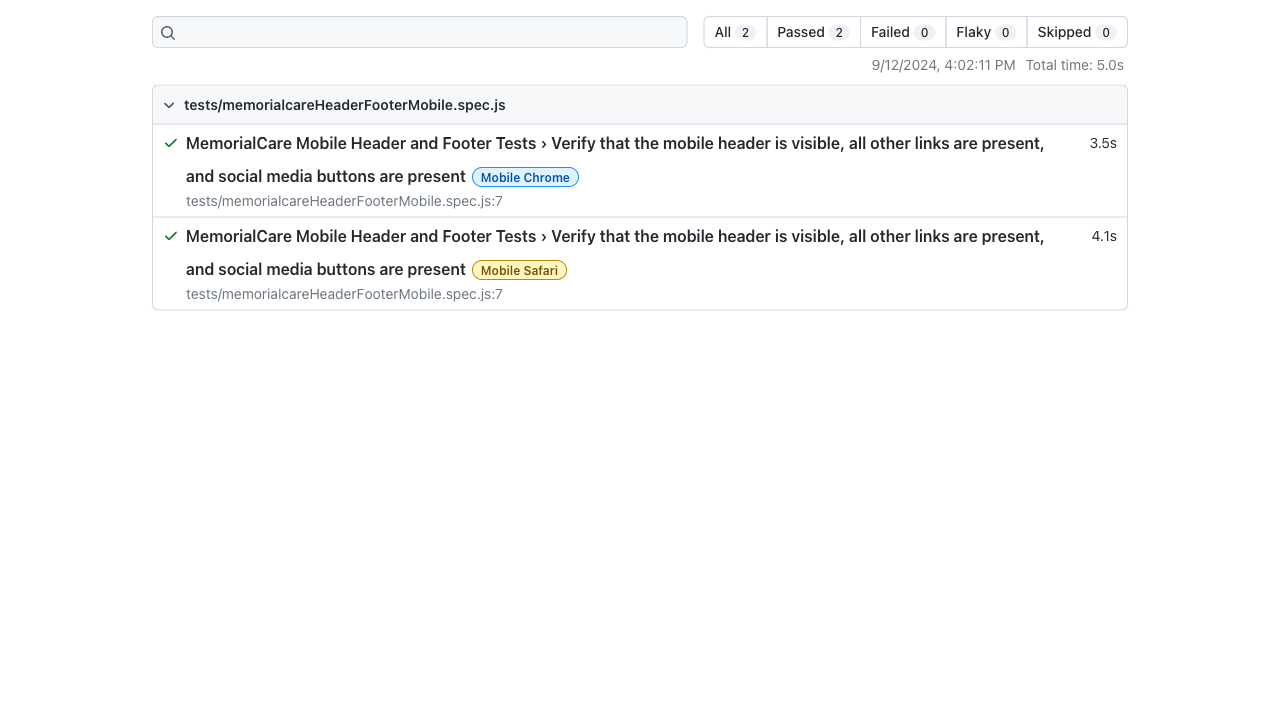 All 2 Passed 2 Failed 0 Flaky 0 Skipped 0
9/12/2024, 4:02:11 PM Total time: 5.0s
tests/memorialcareHeaderFooterMobile.spec.js
MemorialCare Mobile Header and Footer Tests › Verify that the mobile header is visible, all other links are present, 3.5s
and social media buttons are present Mobile Chrome
tests/memorialcareHeaderFooterMobile.spec.js:7
MemorialCare Mobile Header and Footer Tests › Verify that the mobile header is visible, all other links are present, 4.1s
and social media buttons are present Mobile Safari
tests/memorialcareHeaderFooterMobile.spec.js:7